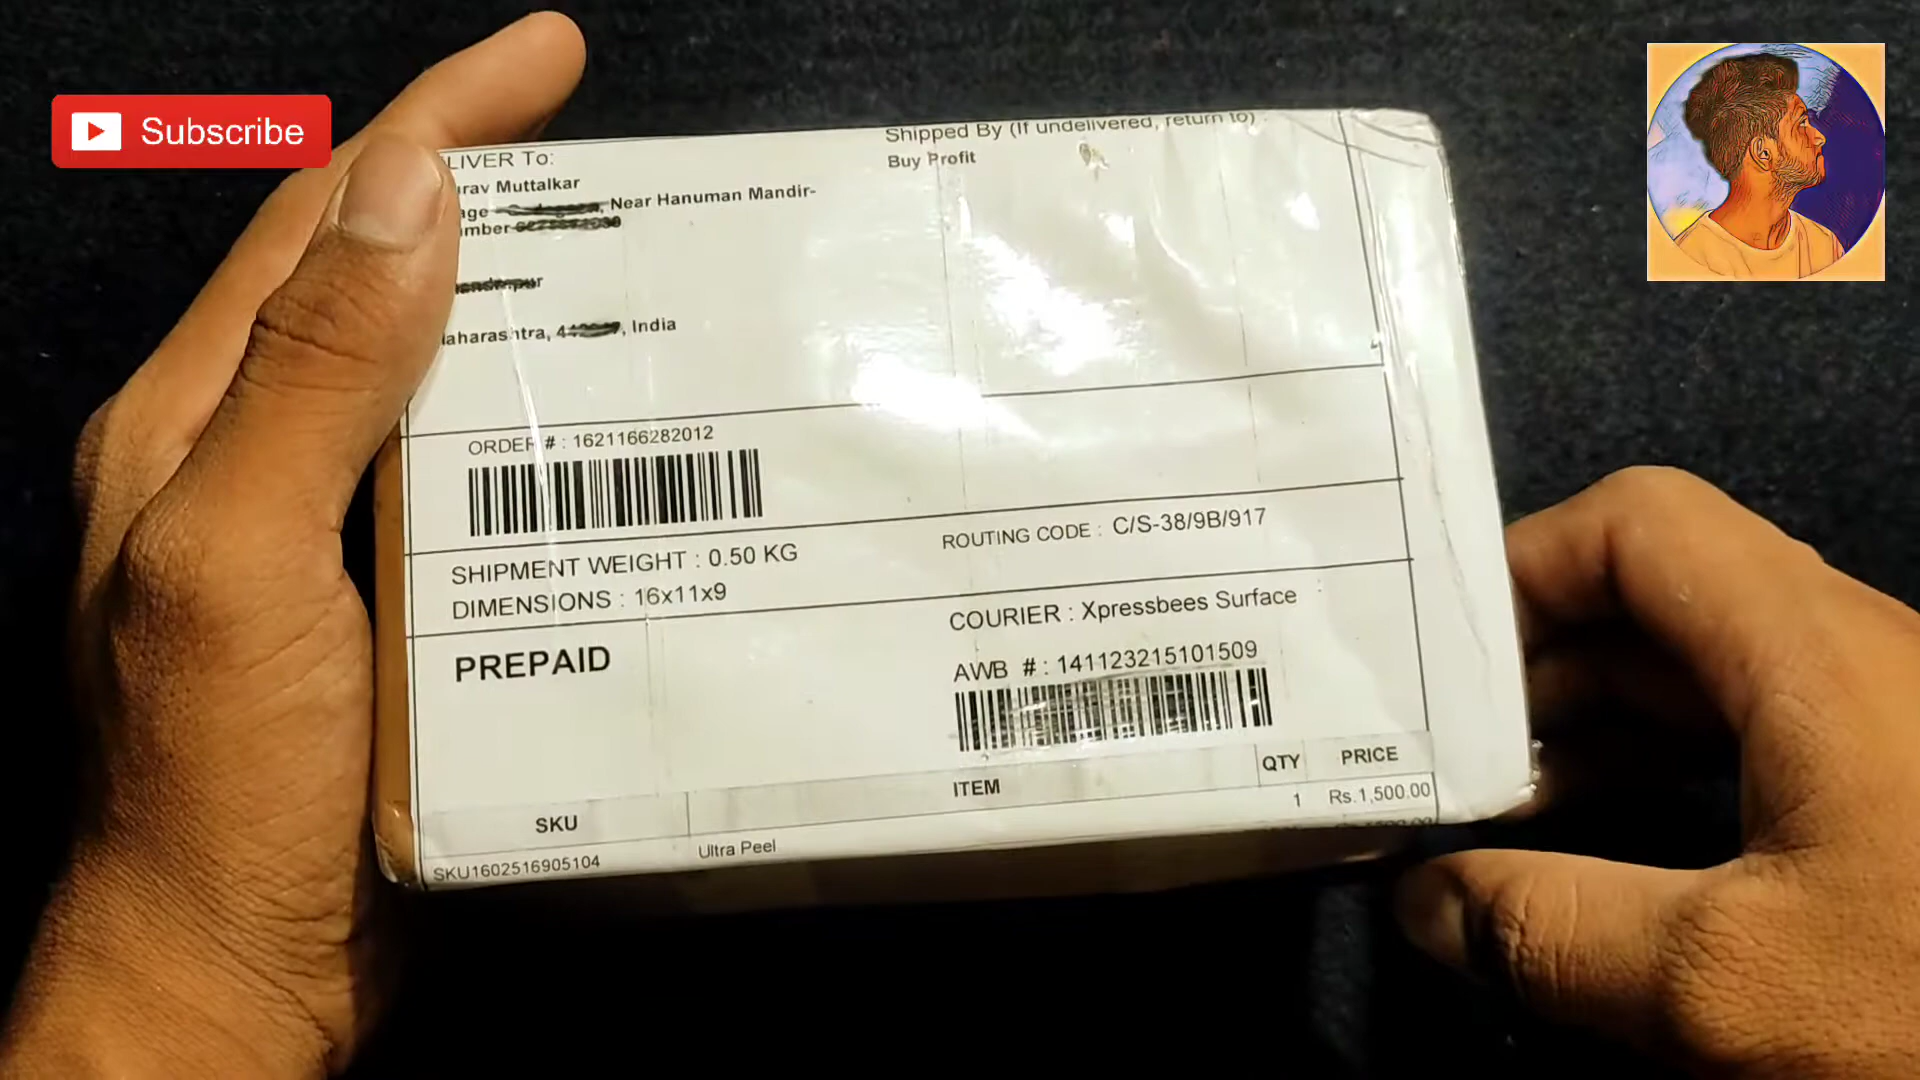 Subscribe
LIVER To:
rav Muttalkar
age , Near Hanuman Mandir-
mber
Maharashtra, , India
Shipped By (If undelivered, return to)
Buy Profit
ORDER # : 1621166282012
SHIPMENT WEIGHT : 0.50 KG
DIMENSIONS : 16x11x9
ROUTING CODE : C/S-38/9B/917
PREPAID
COURIER : Xpressbees Surface
AWB # : 141123215101509
SKU ITEM QTY PRICE
SKU1602516905104 Ultra Peel 1 Rs.1,500.00